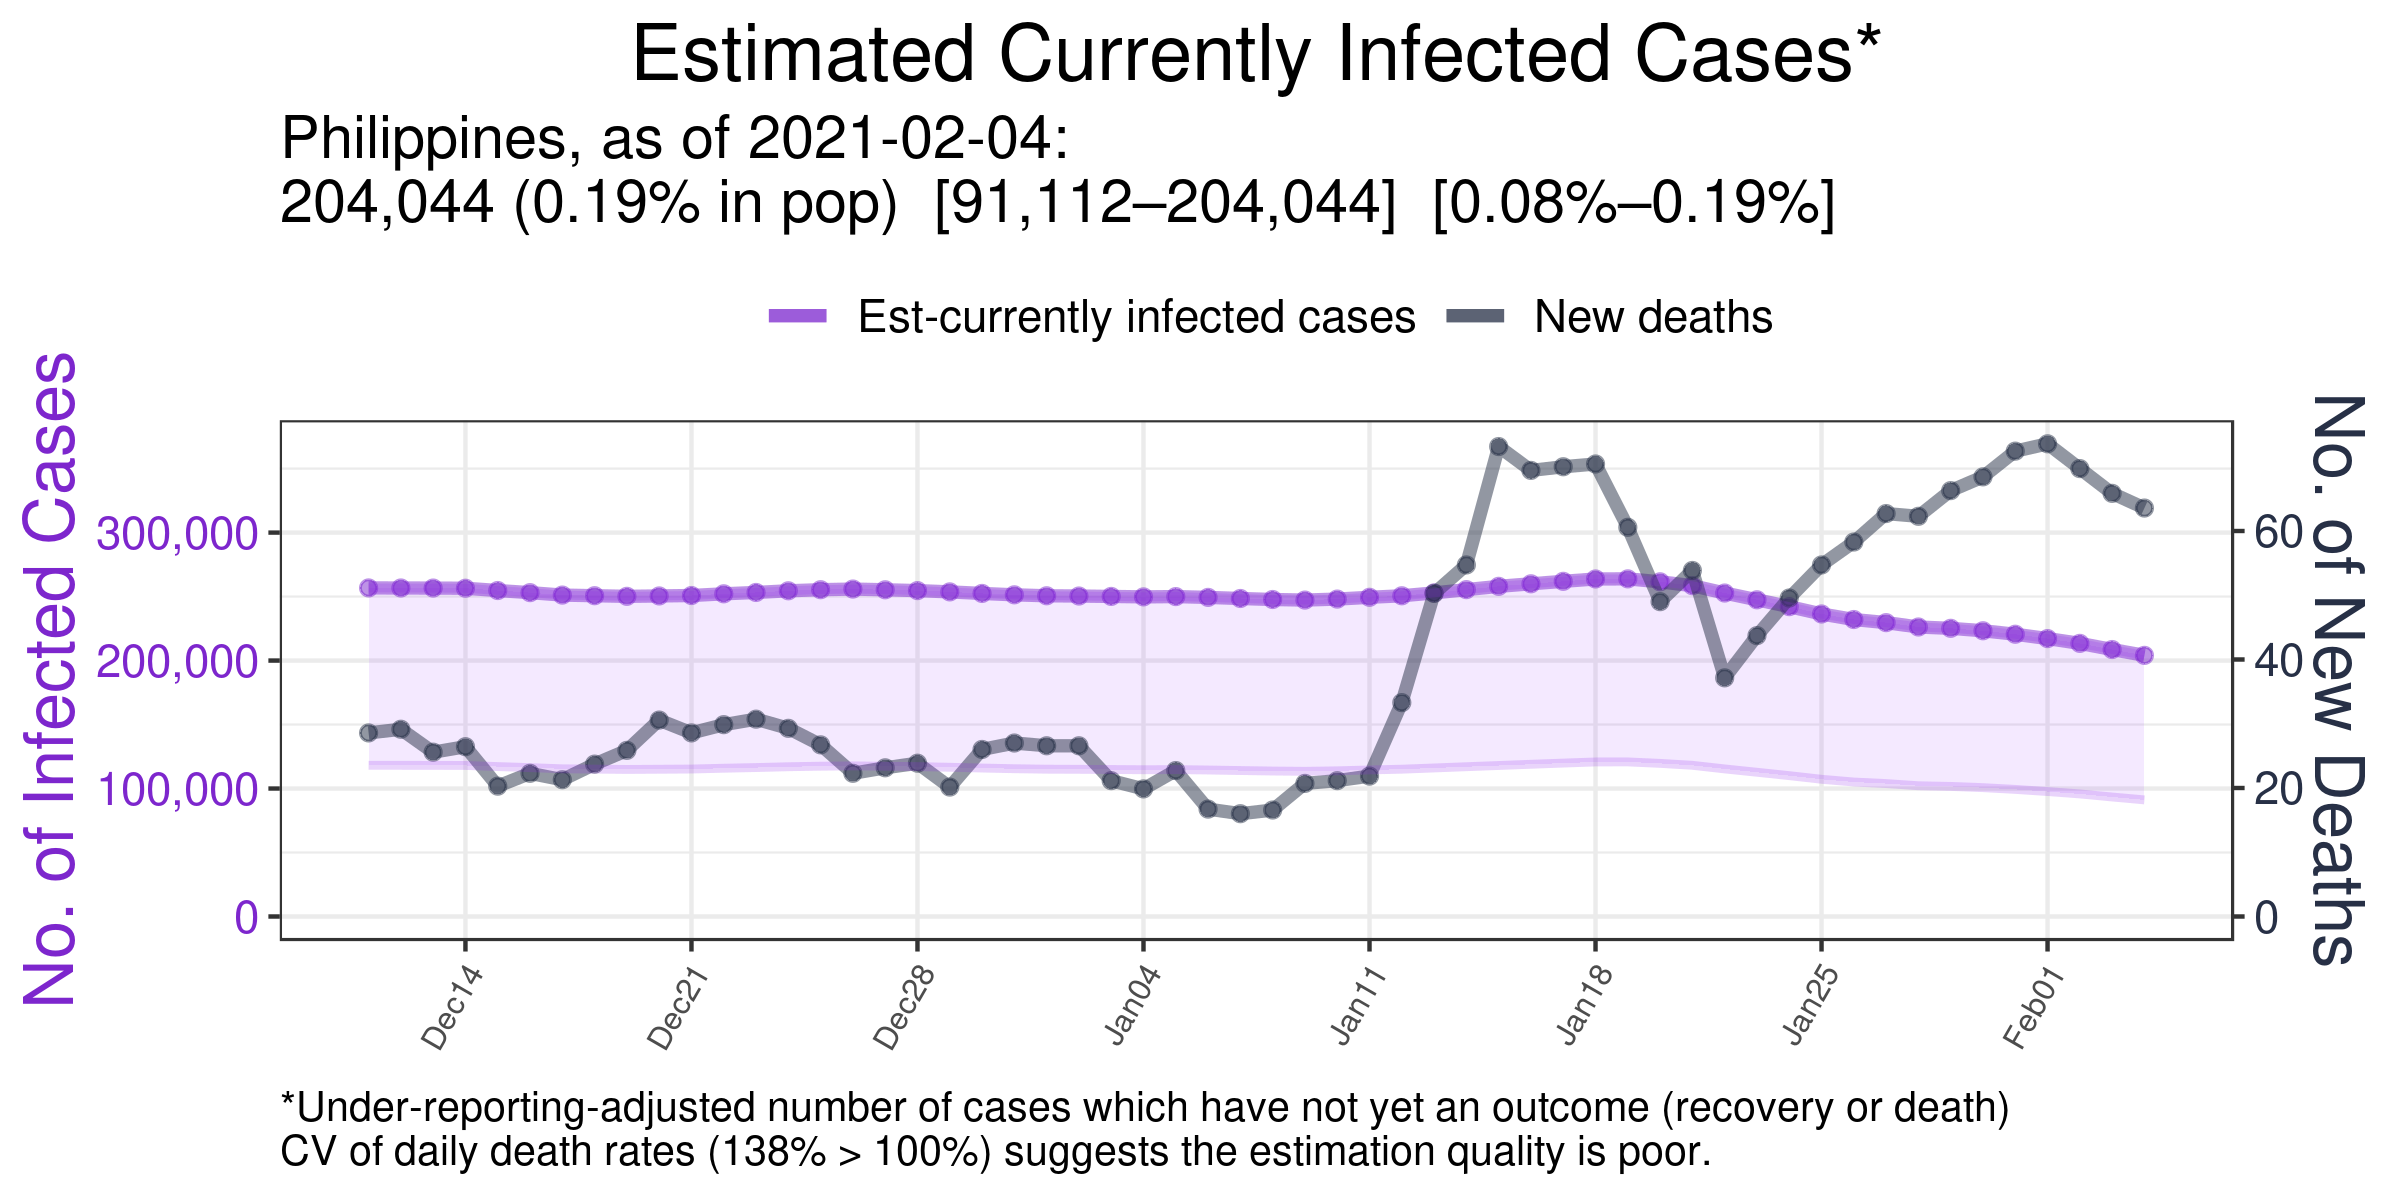 Estimated Currently Infected Cases*
Philippines, as of 2021-02-04:
204,044 (0.19% in pop)  [91,112–204,044]  [0.08%–0.19%]
Est-currently infected cases
New deaths
No. of Infected Cases
300,000
200,000
100,000
0
60
40
20
0
No. of New Deaths
Dec14
Dec21
Dec28
Jan04
Jan11
Jan18
Jan25
Feb01
*Under-reporting-adjusted number of cases which have not yet an outcome (recovery or death)
CV of daily death rates (138% > 100%) suggests the estimation quality is poor.